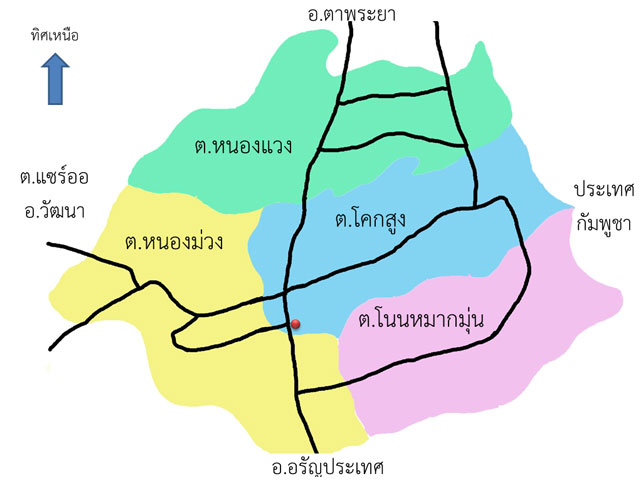 อ.ตาพระยา
ทิศเหนือ
ต.หนองแวง
ต.แซร์ออ
อ.วัฒนา
ประเทศ
กัมพูชา
ต.โคกสูง
ต.หนองม่วง
ต.โนนหมากมุ่น
อ.อรัญประเทศ